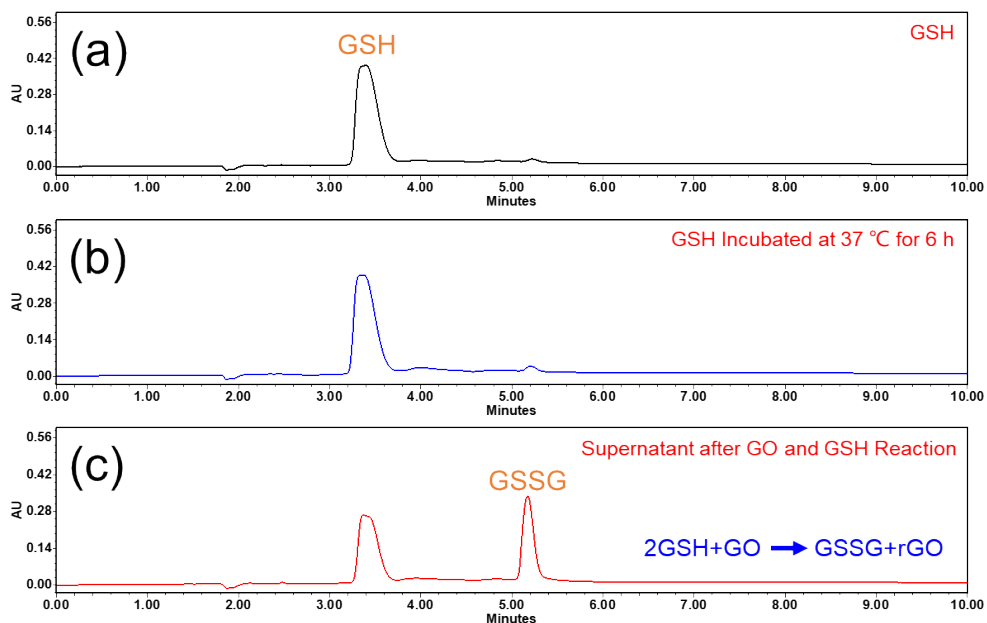 (a)
GSH
GSH
AU
0.56
0.42
0.28
0.14
0.00
0.00 1.00 2.00 3.00 4.00 5.00 6.00 7.00 8.00 9.00 10.00
Minutes
(b)
GSH Incubated at 37 ℃ for 6 h
AU
0.56
0.42
0.28
0.14
0.00
0.00 1.00 2.00 3.00 4.00 5.00 6.00 7.00 8.00 9.00 10.00
Minutes
(c)
Supernatant after GO and GSH Reaction
GSSG
2GSH+GO → GSSG+rGO
AU
0.56
0.42
0.28
0.14
0.00
0.00 1.00 2.00 3.00 4.00 5.00 6.00 7.00 8.00 9.00 10.00
Minutes